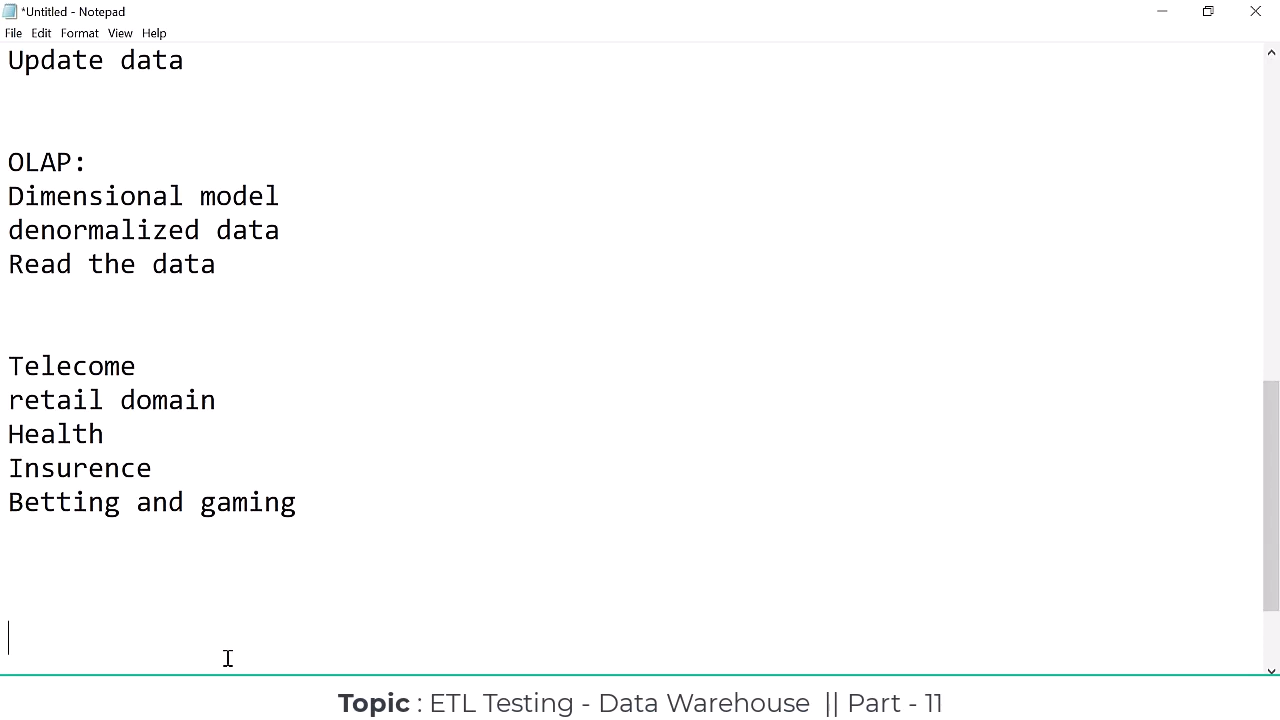 *Untitled - Notepad
File Edit Format View Help
Update data
OLAP:
Dimensional model
denormalized data
Read the data
Telecome
retail domain
Health
Insurence
Betting and gaming
Topic : ETL Testing - Data Warehouse || Part - 11